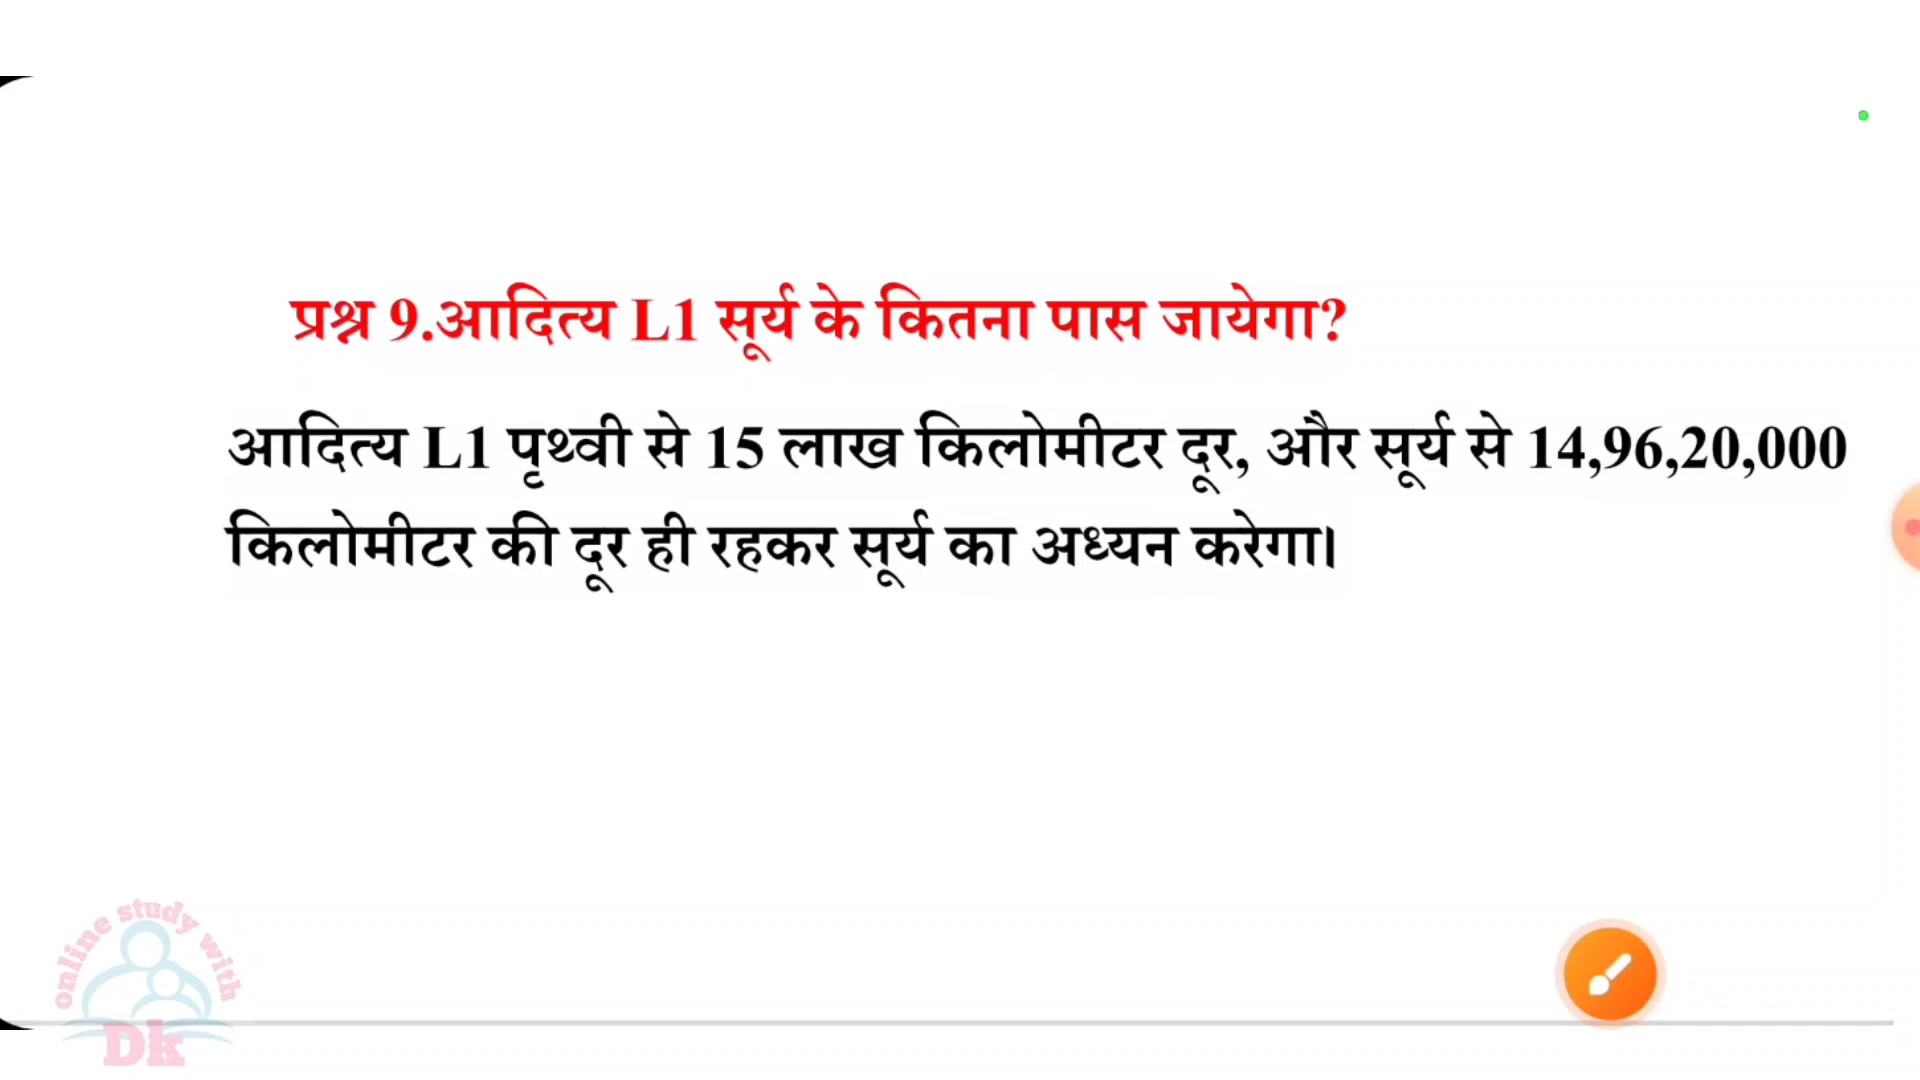 प्रश्न 9.आदित्य L1 सूर्य के कितना पास जायेगा?
आदित्य L1 पृथ्वी से 15 लाख किलोमीटर दूर, और सूर्य से 14,96,20,000
किलोमीटर की दूर ही रहकर सूर्य का अध्यन करेगा।
online study with
Dk